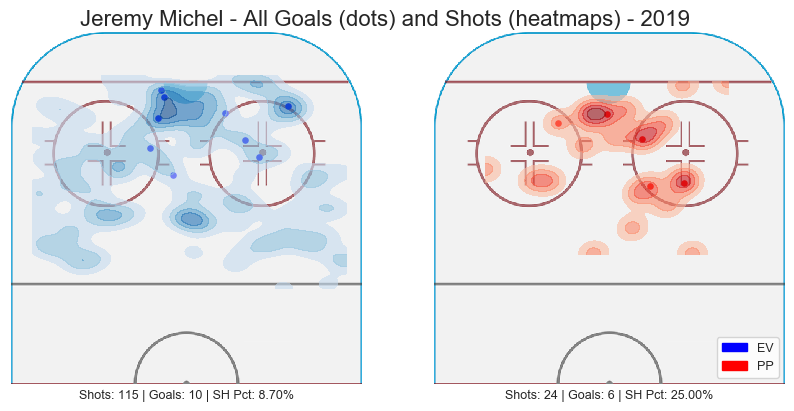 Jeremy Michel - All Goals (dots) and Shots (heatmaps) - 2019
EV
PP
Shots: 115 | Goals: 10 | SH Pct: 8.70%
Shots: 24 | Goals: 6 | SH Pct: 25.00%